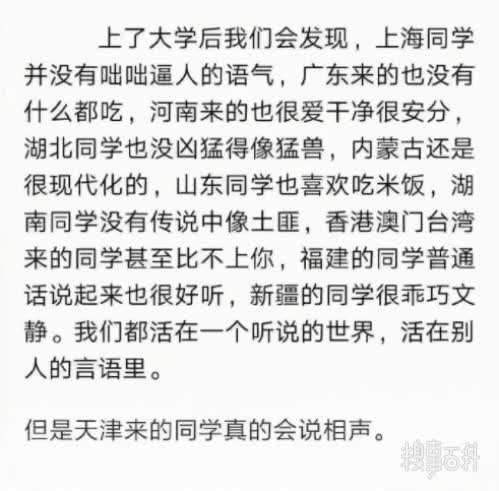 上了大学后我们会发现，上海同学
并没有咄咄逼人的语气，广东来的也没有
什么都吃，河南来的也很爱干净很安分，
湖北同学也没凶猛得像猛兽，内蒙古还是
很现代化的，山东同学也喜欢吃米饭，湖
南同学没有传说中像土匪，香港澳门台湾
来的同学甚至比不上你，福建的同学普通
话说起来也很好听，新疆的同学很乖巧文
静。我们都活在一个听说的世界，活在别
人的言语里。
但是天津来的同学真的会说相声。
糗事百科